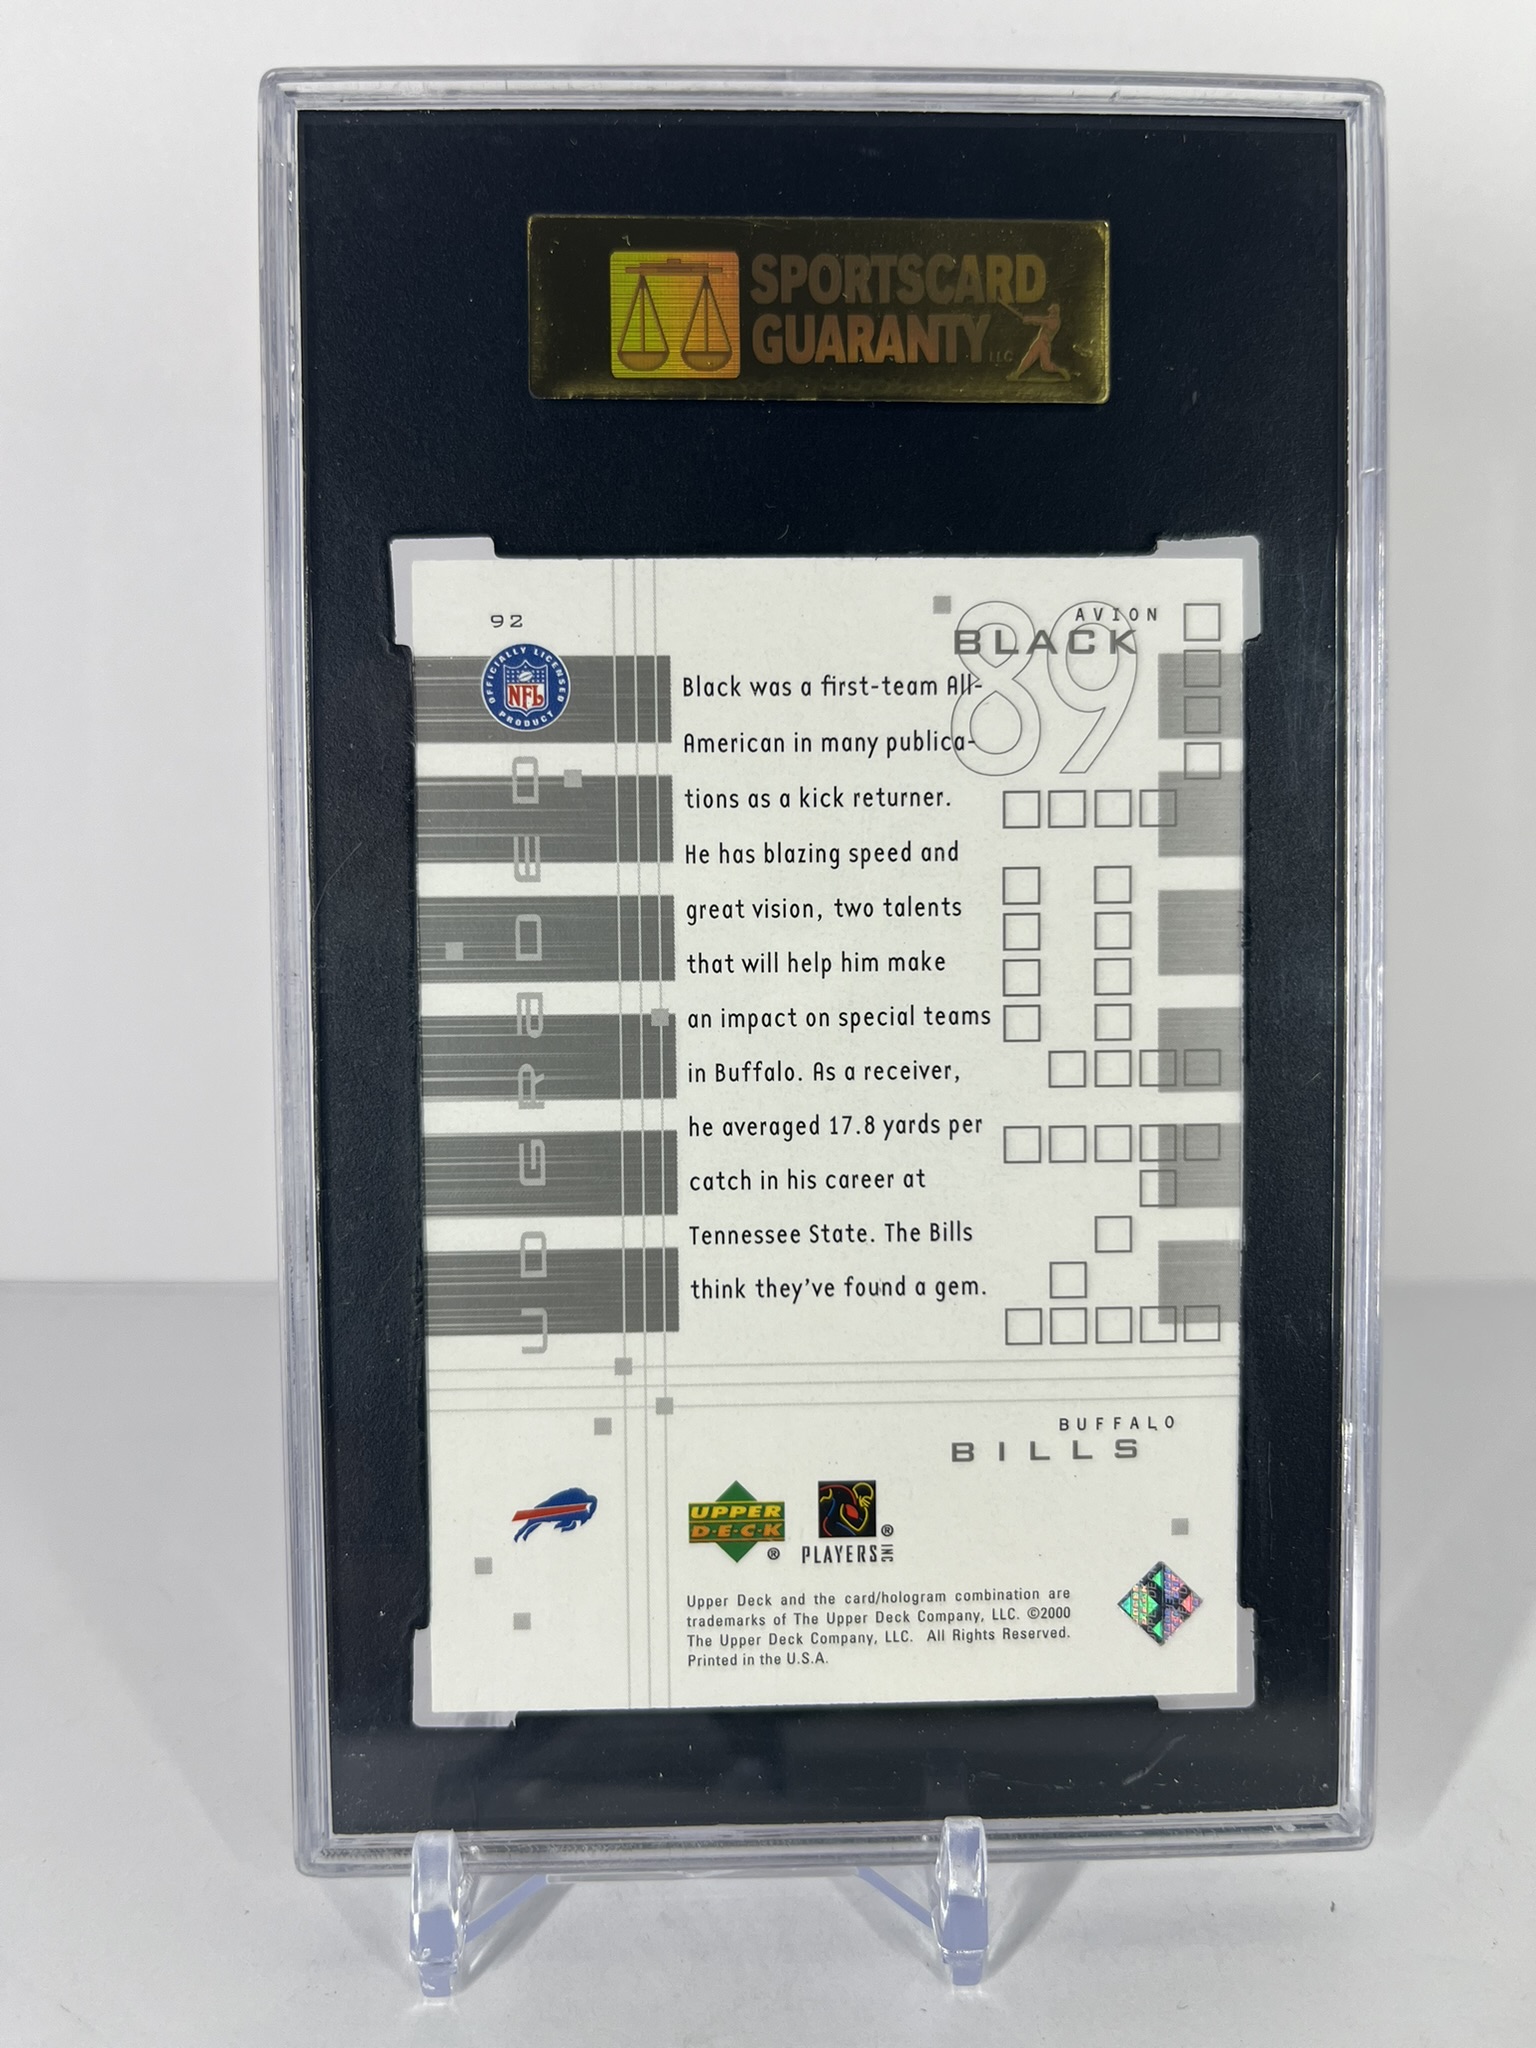 SPORTSCARD
GUARANTY LLC
92
AVION
BLACK
89
OFFICIALLY LICENSED
NFL
PRODUCT
Black was a first-team All-
American in many publica-
tions as a kick returner.
He has blazing speed and
great vision, two talents
that will help him make
an impact on special teams
in Buffalo. As a receiver,
he averaged 17.8 yards per
catch in his career at
Tennessee State. The Bills
think they've found a gem.
UD GRaDED
BUFFALO
BILLS
UPPER
D·E·C·K
®
PLAYERS INC
®
Upper Deck and the card/hologram combination are
trademarks of The Upper Deck Company, LLC. ©2000
The Upper Deck Company, LLC. All Rights Reserved.
Printed in the U.S.A.